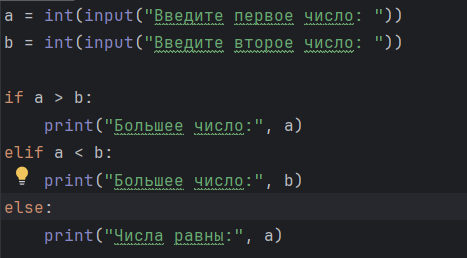 a = int(input("Введите первое число: "))
b = int(input("Введите второе число: "))
if a > b:
    print("Большее число:", a)
elif a < b:
    print("Большее число:", b)
else:
    print("Числа равны:", a)